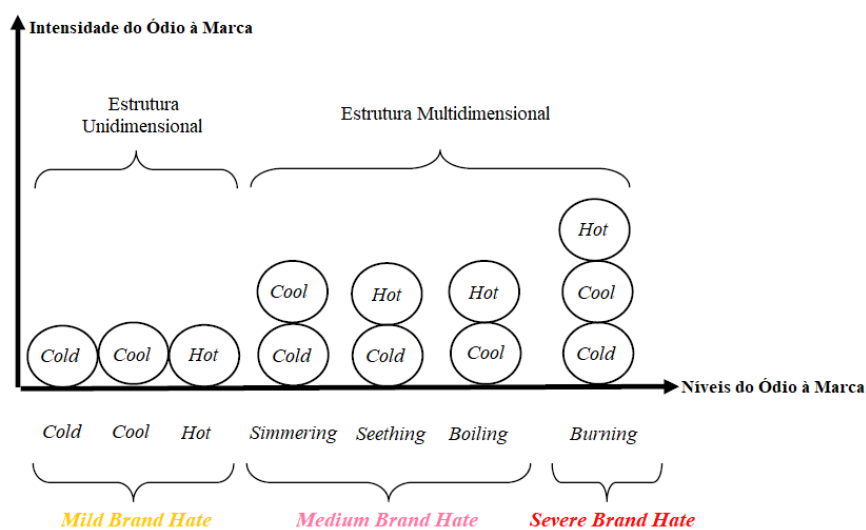 Intensidade do Ódio à Marca
Estrutura
Unidimensional
Estrutura Multidimensional
Hot
Cool Hot Hot Cool
Cold Cool Hot Cold Cold Cool Cold
Níveis do Ódio à Marca
Cold Cool Hot Simmering Seething Boiling Burning
Mild Brand Hate Medium Brand Hate Severe Brand Hate